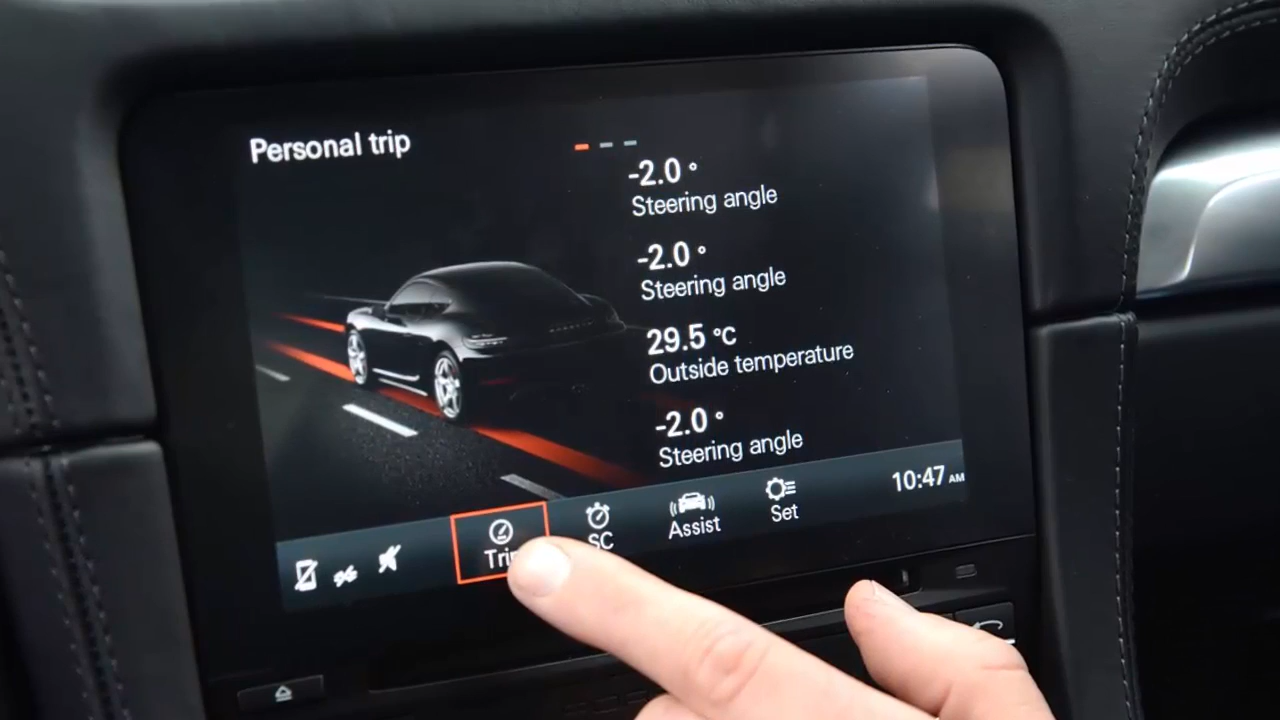 Personal trip
-2.0 °
Steering angle
-2.0 °
Steering angle
29.5 °C
Outside temperature
-2.0 °
Steering angle
Trip
SC
Assist
Set
10:47 AM